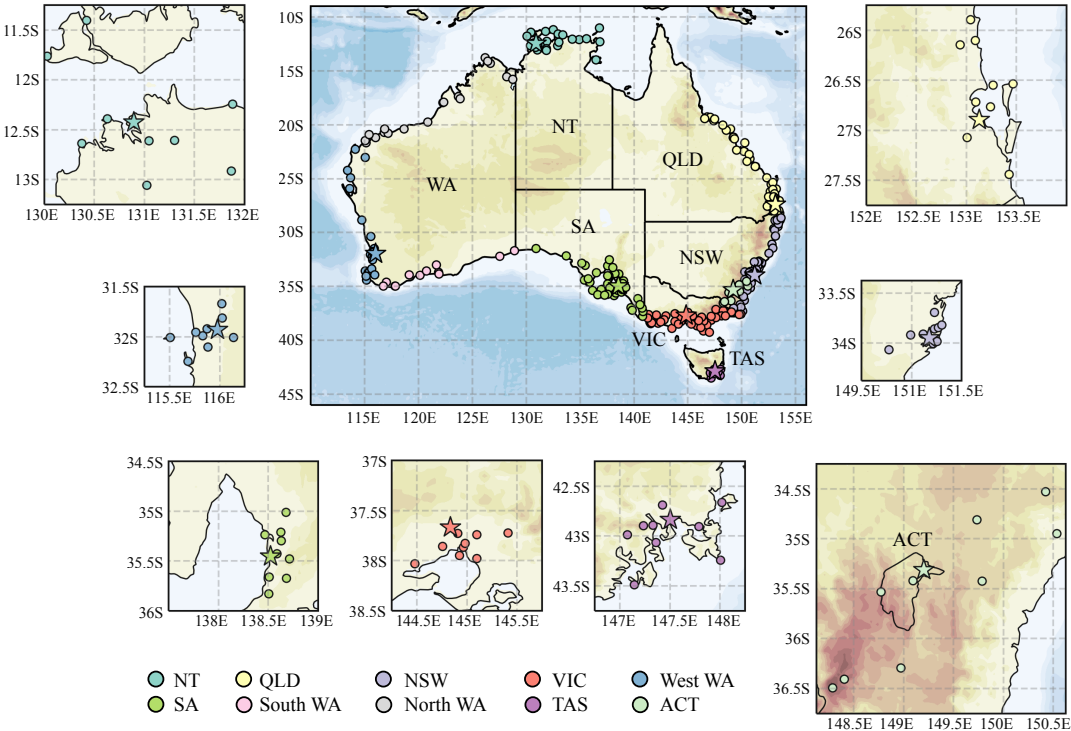 11.5S
12S
12.5S
13S
130E 130.5E 131E 131.5E 132E
10S
15S
20S
25S
30S
35S
40S
45S
115E 120E 125E 130E 135E 140E 145E 150E 155E
NT
QLD
WA
SA
NSW
VIC
TAS
26S
26.5S
27S
27.5S
152E 152.5E 153E 153.5E
31.5S
32S
32.5S
115.5E 116E
33.5S
34S
149.5E 151E 151.5E
34.5S
35S
35.5S
36S
138E 138.5E 139E
37S
37.5S
38S
38.5S
144.5E 145E 145.5E
42.5S
43S
43.5S
147E 147.5E 148E
34.5S
35S
35.5S
36S
36.5S
ACT
148.5E 149E 149.5E 150E 150.5E
NT QLD NSW VIC West WA
SA South WA North WA TAS ACT